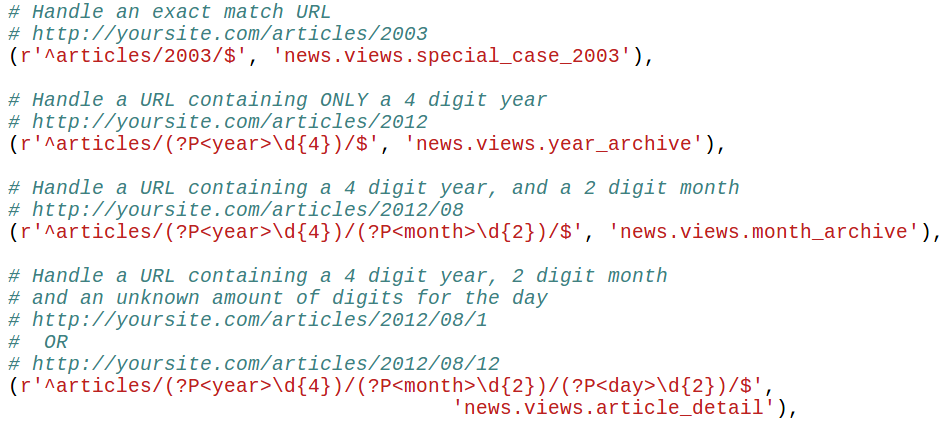 # Handle an exact match URL
# http://yoursite.com/articles/2003
(r'^articles/2003/$', 'news.views.special_case_2003'),
# Handle a URL containing ONLY a 4 digit year
# http://yoursite.com/articles/2012
(r'^articles/(?P<year>\d{4})/$', 'news.views.year_archive'),
# Handle a URL containing a 4 digit year, and a 2 digit month
# http://yoursite.com/articles/2012/08
(r'^articles/(?P<year>\d{4})/(?P<month>\d{2})/$', 'news.views.month_archive'),
# Handle a URL containing a 4 digit year, 2 digit month
# and an unknown amount of digits for the day
# http://yoursite.com/articles/2012/08/1
#  OR
# http://yoursite.com/articles/2012/08/12
(r'^articles/(?P<year>\d{4})/(?P<month>\d{2})/(?P<day>\d{2})/$',
'news.views.article_detail'),